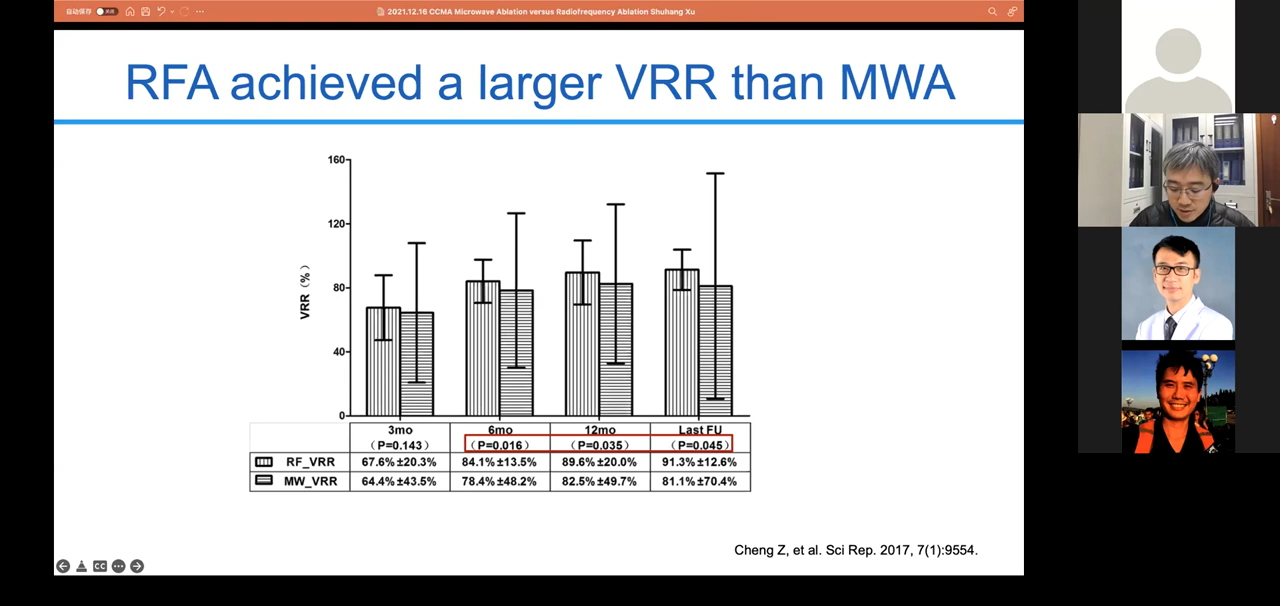 自动保存
2021.12.16 CCMA Microwave Ablation versus Radiofrequency Ablation Shuhang Xu
RFA achieved a larger VRR than MWA
160
120
80
40
0
VRR（%）
3mo 6mo 12mo Last FU
（P=0.143） （P=0.016） （P=0.035） （P=0.045）
RF_VRR 67.6%±20.3% 84.1%±13.5% 89.6%±20.0% 91.3%±12.6%
MW_VRR 64.4%±43.5% 78.4%±48.2% 82.5%±49.7% 81.1%±70.4%
Cheng Z, et al. Sci Rep. 2017, 7(1):9554.
CC